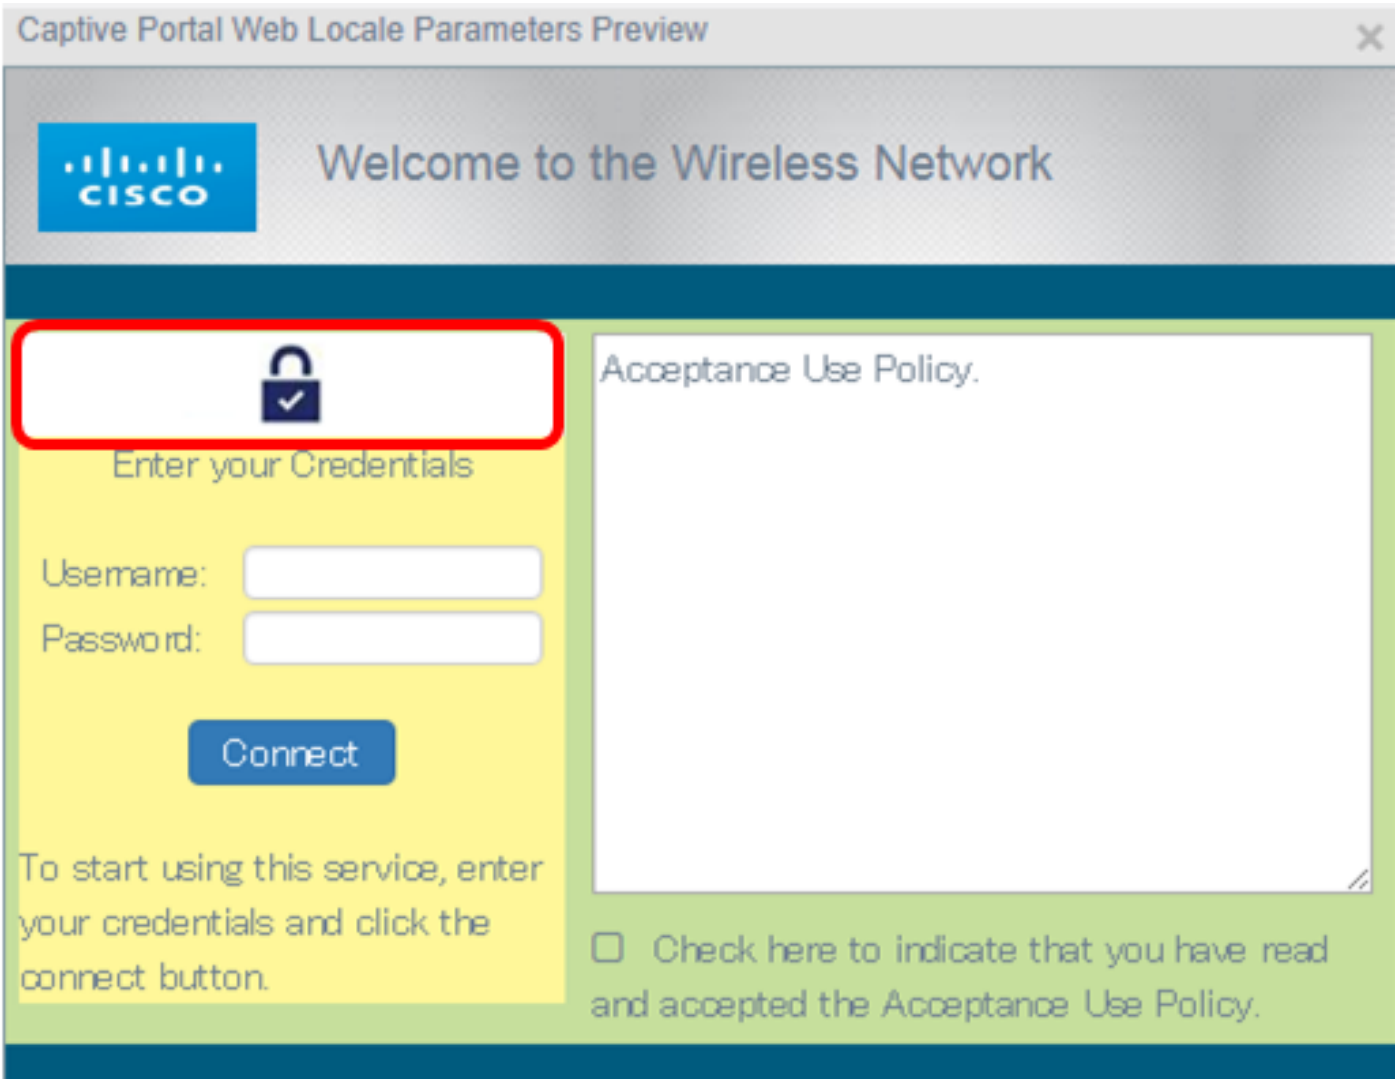 Captive Portal Web Locale Parameters Preview
CISCO
Welcome to the Wireless Network
Enter your Credentials
Username:
Password:
Connect
To start using this service, enter
your credentials and click the
connect button.
Acceptance Use Policy.
Check here to indicate that you have read
and accepted the Acceptance Use Policy.